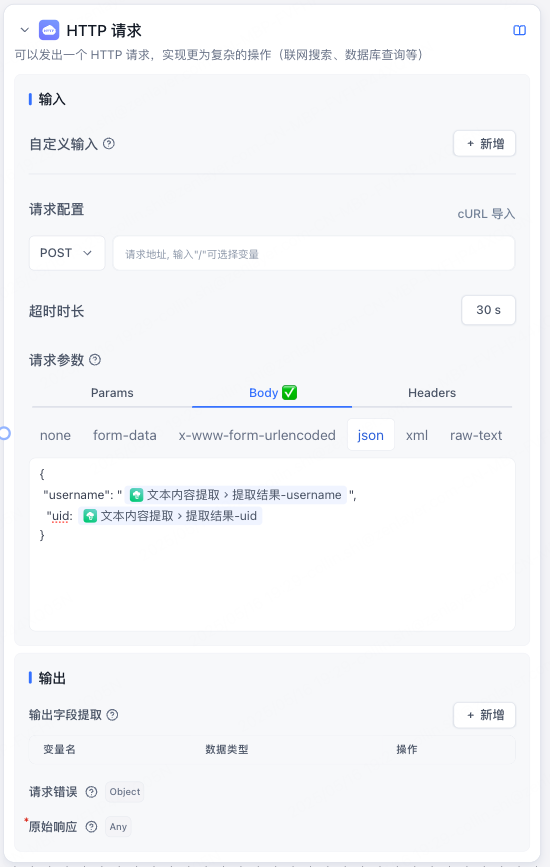 HTTP 请求
可以发出一个 HTTP 请求，实现更为复杂的操作（联网搜索、数据库查询等）
输入
自定义输入
+ 新增
请求配置
cURL 导入
POST
请求地址, 输入"/"可选择变量
超时时长
30 s
请求参数
Params Body Headers
none form-data x-www-form-urlencoded json xml raw-text
{
"username": " 文本内容提取 › 提取结果-username ",
"uid: 文本内容提取 › 提取结果-uid
}
输出
输出字段提取
+ 新增
变量名 数据类型 操作
请求错误 Object
*原始响应 Any